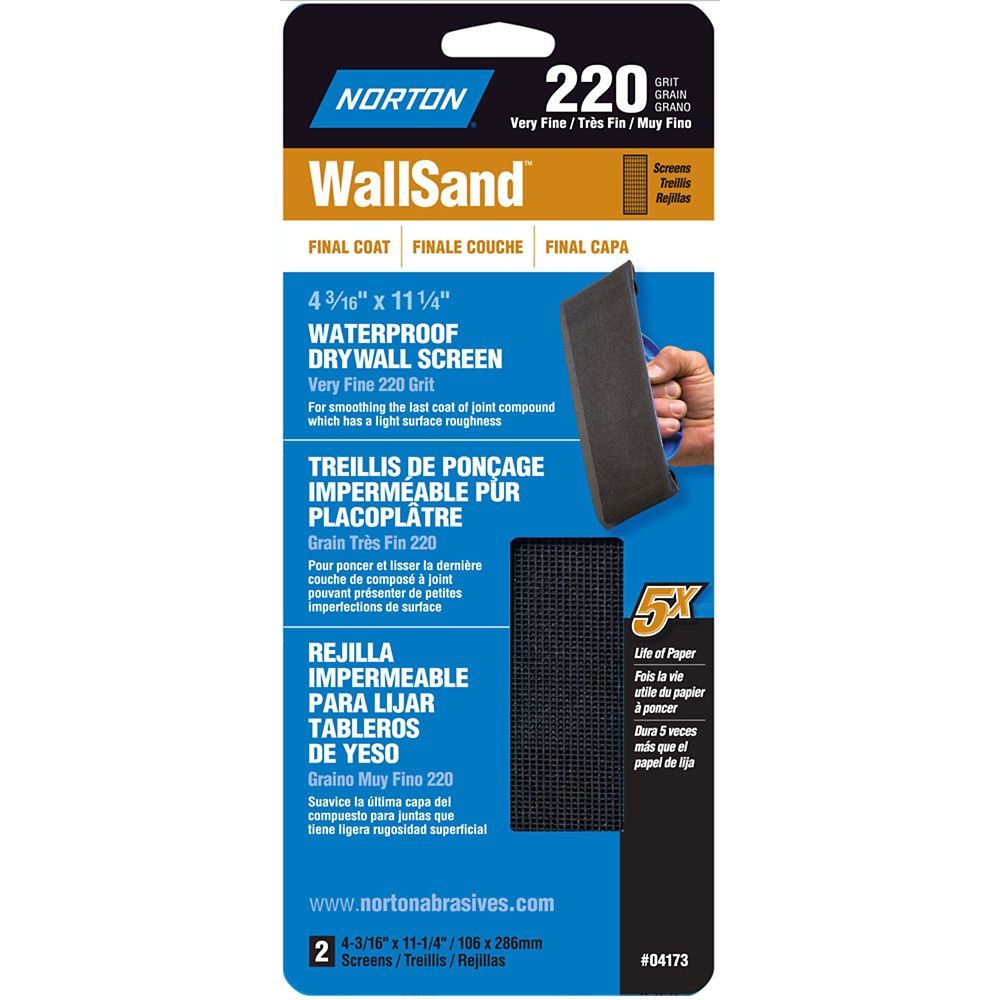 NORTON
220 GRIT
GRAIN
GRANO
Very Fine / Très Fin / Muy Fino
WallSand™
Screens
Treillis
Rejillas
FINAL COAT | FINALE COUCHE | FINAL CAPA
4 3/16" x 11 1/4"
WATERPROOF
DRYWALL SCREEN
Very Fine 220 Grit
For smoothing the last coat of joint compound
which has a light surface roughness
TREILLIS DE PONÇAGE
IMPERMÉABLE PUR
PLACOPLÂTRE
Grain Très Fin 220
Pour poncer et lisser la dernière
couche de composé à joint
pouvant présenter de petites
imperfections de surface
REJILLA
IMPERMEABLE
PARA LIJAR
TABLEROS
DE YESO
Graino Muy Fino 220
Suavice la última capa del
compuesto para juntas que
tiene ligera rugosidad superficial
5X
Life of Paper
Fois la vie
utile du papier
à poncer
Dura 5 veces
más que el
papel de lija
www.nortonabrasives.com
2 4-3/16" x 11-1/4" / 106 x 286mm
Screens / Treillis / Rejillas
#04173